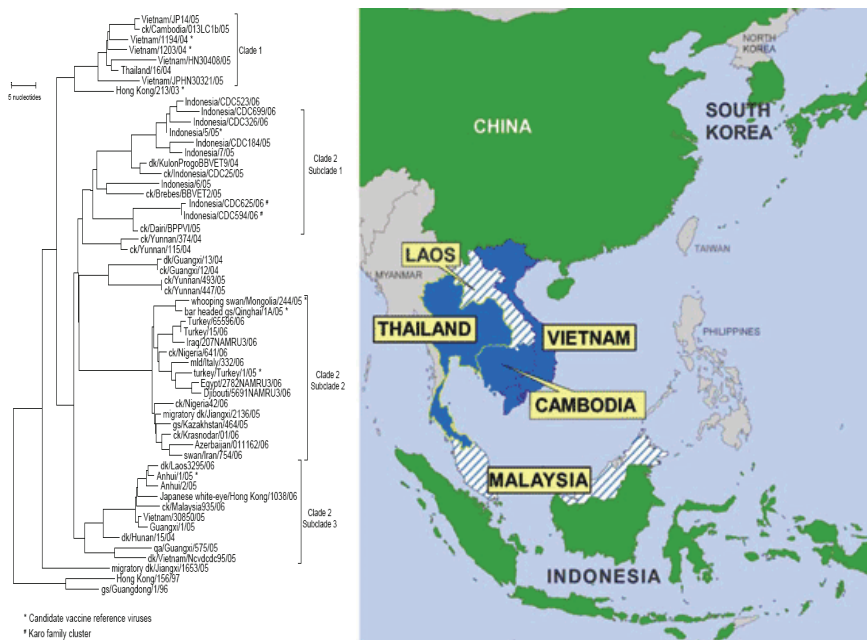 Vietnam/JP14/05
ck/Cambodia/013LC1b/05
Vietnam/1194/04 *
Vietnam/1203/04 *
Vietnam/HN30408/05
Thailand/16/04
Vietnam/JPHN30321/05
Hong Kong/213/03 *
Clade 1
5 nucleotides
Indonesia/CDC523/06
Indonesia/CDC699/06
Indonesia/CDC326/06
Indonesia/5/05*
Indonesia/CDC184/05
Indonesia/7/05
dk/KulonProgoBBVET9/04
ck/Indonesia/CDC25/05
Indonesia/6/05
ck/Brebes/BBVET2/05
Indonesia/CDC625/06 #
Indonesia/CDC594/06 #
ck/Dairi/BPPVI/05
Clade 2
Subclade 1
ck/Yunnan/374/04
ck/Yunnan/115/04
dk/Guangxi/13/04
ck/Guangxi/12/04
ck/Yunnan/493/05
ck/Yunnan/447/05
whooping swan/Mongolia/244/05 *
bar headed gs/Qinghai/1A/05 *
Turkey/65596/06
Turkey/15/06
Iraq/207NAMRU3/06
ck/Nigeria/641/06
mld/Italy/332/06
turkey/Turkey/1/05 *
Egypt/2782NAMRU3/06
Djibouti/5691NAMRU3/06
ck/Nigeria42/06
migratory dk/Jiangxi/2136/05
gs/Kazakhstan/464/05
ck/Krasnodar/01/06
Azerbaijan/011162/06
swan/Iran/754/06
Clade 2
Subclade 2
dk/Laos3295/06
Anhui/1/05 *
Anhui/2/05
Japanese white-eye/Hong Kong/1038/06
ck/Malaysia935/06
Vietnam/30850/05
Guangxi/1/05
dk/Hunan/15/04
qa/Guangxi/575/05
dk/Vietnam/Ncvdcdc95/05
Clade 2
Subclade 3
migratory dk/Jiangxi/1653/05
Hong Kong/156/97
gs/Guangdong/1/96
* Candidate vaccine reference viruses
# Karo family cluster
NORTH
KOREA
SOUTH
KOREA
CHINA
TAIWAN
LAOS
MYANMAR
THAILAND
VIETNAM
PHILIPPINES
CAMBODIA
MALAYSIA
INDONESIA